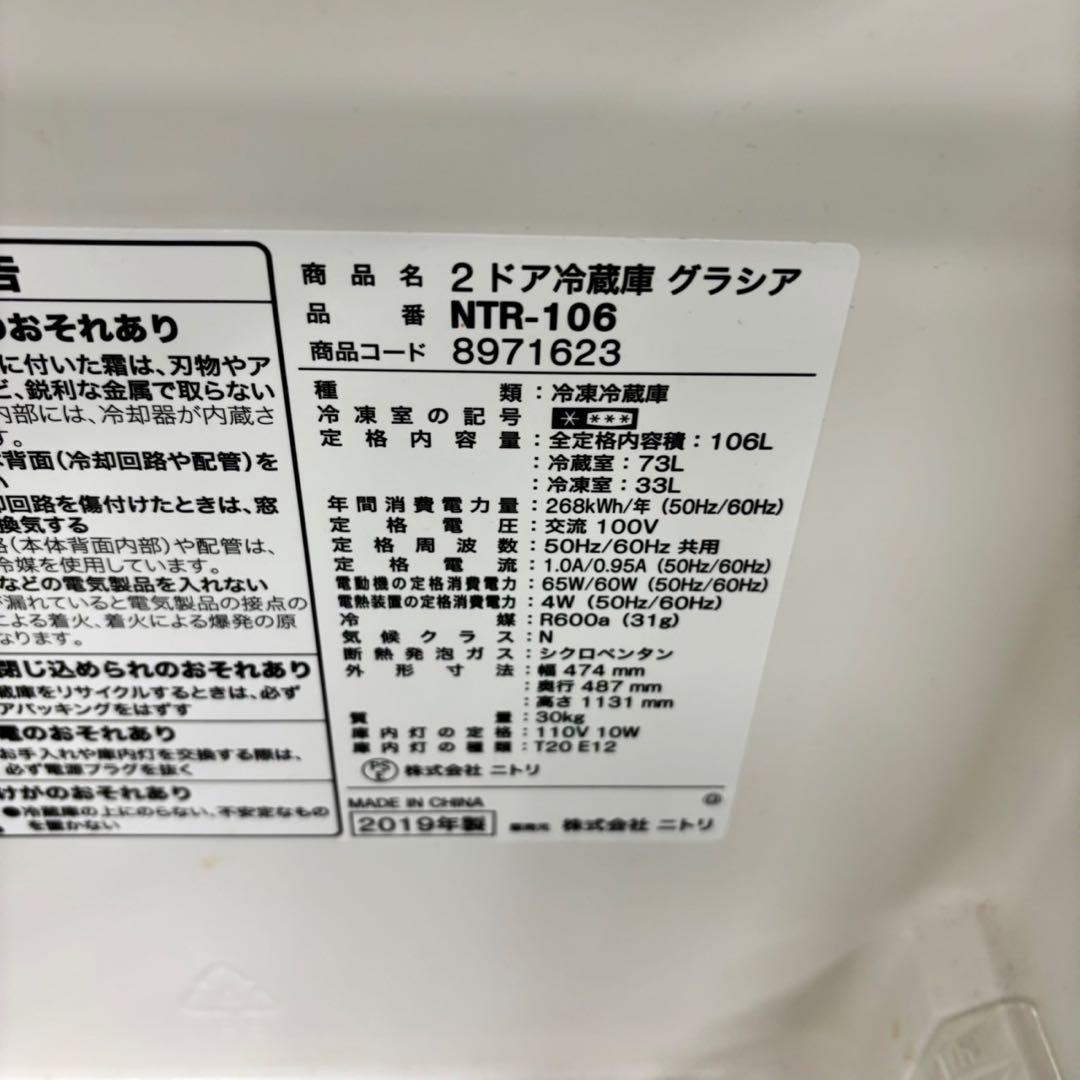 告
のおそれあり
に付いた霜は、刃物やア
ど、鋭利な金属で取らない
内部には、冷却器が内蔵さ
す。
背面(冷却回路や配管)を
い
却回路を傷付けたときは、窓
換気する
(本体背面内部)や配管は、
冷媒を使用しています。
などの電気製品を入れない
が漏れていると電気製品の接点の
による着火、着火による爆発の原
なります。
閉じ込められのおそれあり
蔵庫をリサイクルするときは、必ず
アパッキングをはずす
電のおそれあり
お手入れや庫内灯を交換する際は、
必ず電源プラグを抜く
けがのおそれあり
●冷蔵庫の上にのらない、不安定なもの
を置かない
商品名 2ドア冷蔵庫 グラシア
品番 NTR-106
商品コード 8971623
種類:冷凍冷蔵庫
冷凍室の記号 * ***
定格内容量:全定格内容積:106L
:冷蔵室:73L
:冷凍室:33L
年間消費電力量:268kWh/年(50Hz/60Hz)
定格電圧:交流 100V
定格周波数:50Hz/60Hz 共用
定格電流:1.0A/0.95A(50Hz/60Hz)
電動機の定格消費電力:65W/60W(50Hz/60Hz)
電熱装置の定格消費電力:4W(50Hz/60Hz)
冷媒:R600a(31g)
気候クラス:N
断熱発泡ガス:シクロペンタン
外形寸法:幅 474 mm
:奥行 487 mm
:高さ 1131 mm
質量:30kg
庫内灯の定格:110V 10W
庫内灯の種類:T20 E12
PSE 株式会社 ニトリ
MADE IN CHINA G
2019年製 販売元 株式会社 ニトリ